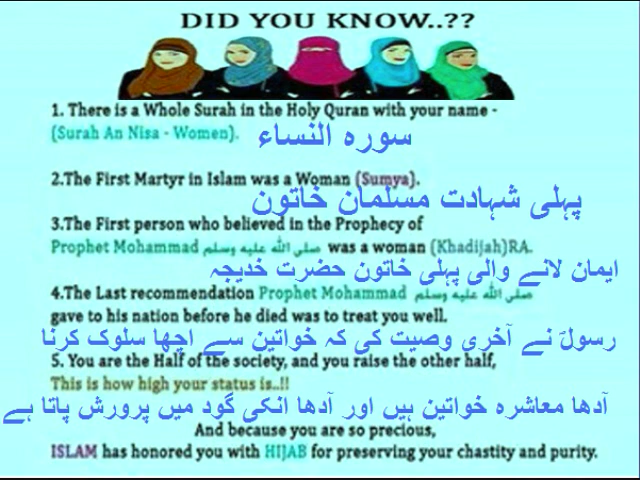 DID YOU KNOW..??
1. There is a Whole Surah in the Holy Quran with your name -
(Surah An Nisa - Women).
سورہ النساء
2.The First Martyr in Islam was a Woman (Sumya).
پہلی شہادت مسلمان خاتون
3.The First person who believed in the Prophecy of
Prophet Mohammad صلى الله عليه وسلم was a woman (Khadijah)RA.
ایمان لانے والی پہلی خاتون حضرت خدیجہ
4.The Last recommendation Prophet Mohammad صلى الله عليه وسلم
gave to his nation before he died was to treat you well.
رسولؐ نے آخری وصیت کی کہ خواتین سے اچھا سلوک کرنا
5. You are the Half of the society, and you raise the other half,
This is how high your status is..!!
آدھا معاشرہ خواتین ہیں اور آدھا انکی گود میں پرورش پاتا ہے
And because you are so precious,
ISLAM has honored you with HIJAB for preserving your chastity and purity.